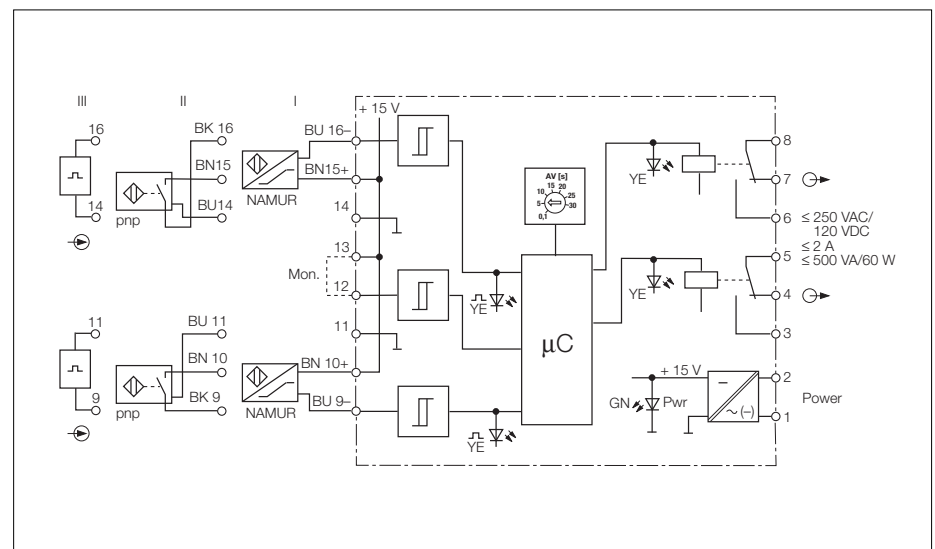 III
II
I
16
14
BK 16
BN15
BU14
pnp
BU 16–
BN15+
NAMUR
14
13
Mon.
12
11
11
9
BU 11
BN 10
BK 9
pnp
BN 10+
BU 9–
NAMUR
+ 15 V
AV [s]
0,1
5
10
15
20
25
30
YE
YE
µC
YE
YE
8
7
6
≤ 250 VAC/
120 VDC
≤ 2 A
≤ 500 VA/60 W
5
4
3
+ 15 V
GN
Pwr
–
~ (–)
2
1
Power